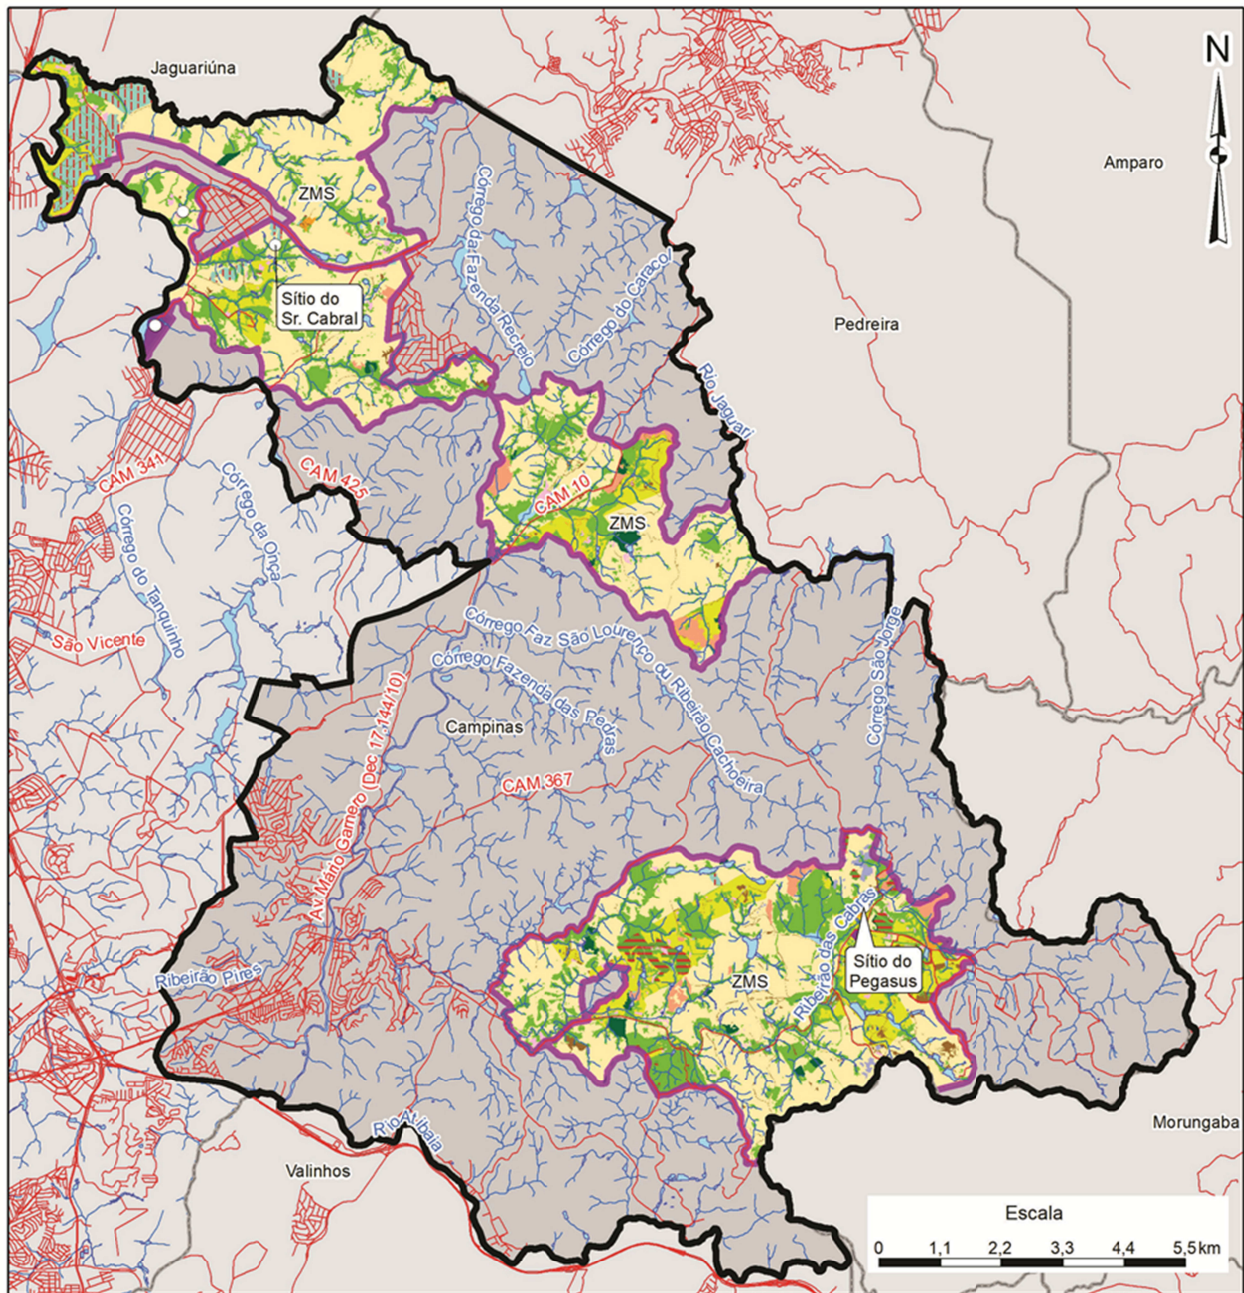 Jaguariúna
N
Amparo
ZMS
Córrego da Fazenda Recreio
Córrego do Caracol
Sítio do
Sr. Cabral
Pedreira
Rio Jaguari
CAM 341
CAM 425
CAM 10
Córrego da Onça
Córrego do Tanquinho
ZMS
São Vicente
Córrego Faz São Lourenço ou Ribeirão Cachoeira
Córrego Fazenda das Pedras
Córrego São Jorge
Campinas
Av Mário Garnero (Dec 17.144/10)
CAM 367
Ribeirão das Cabras
Sítio do
Pegasus
Ribeirão Pires
ZMS
Rio Atibaia
Morungaba
Valinhos
Escala
0 1,1 2,2 3,3 4,4 5,5 km